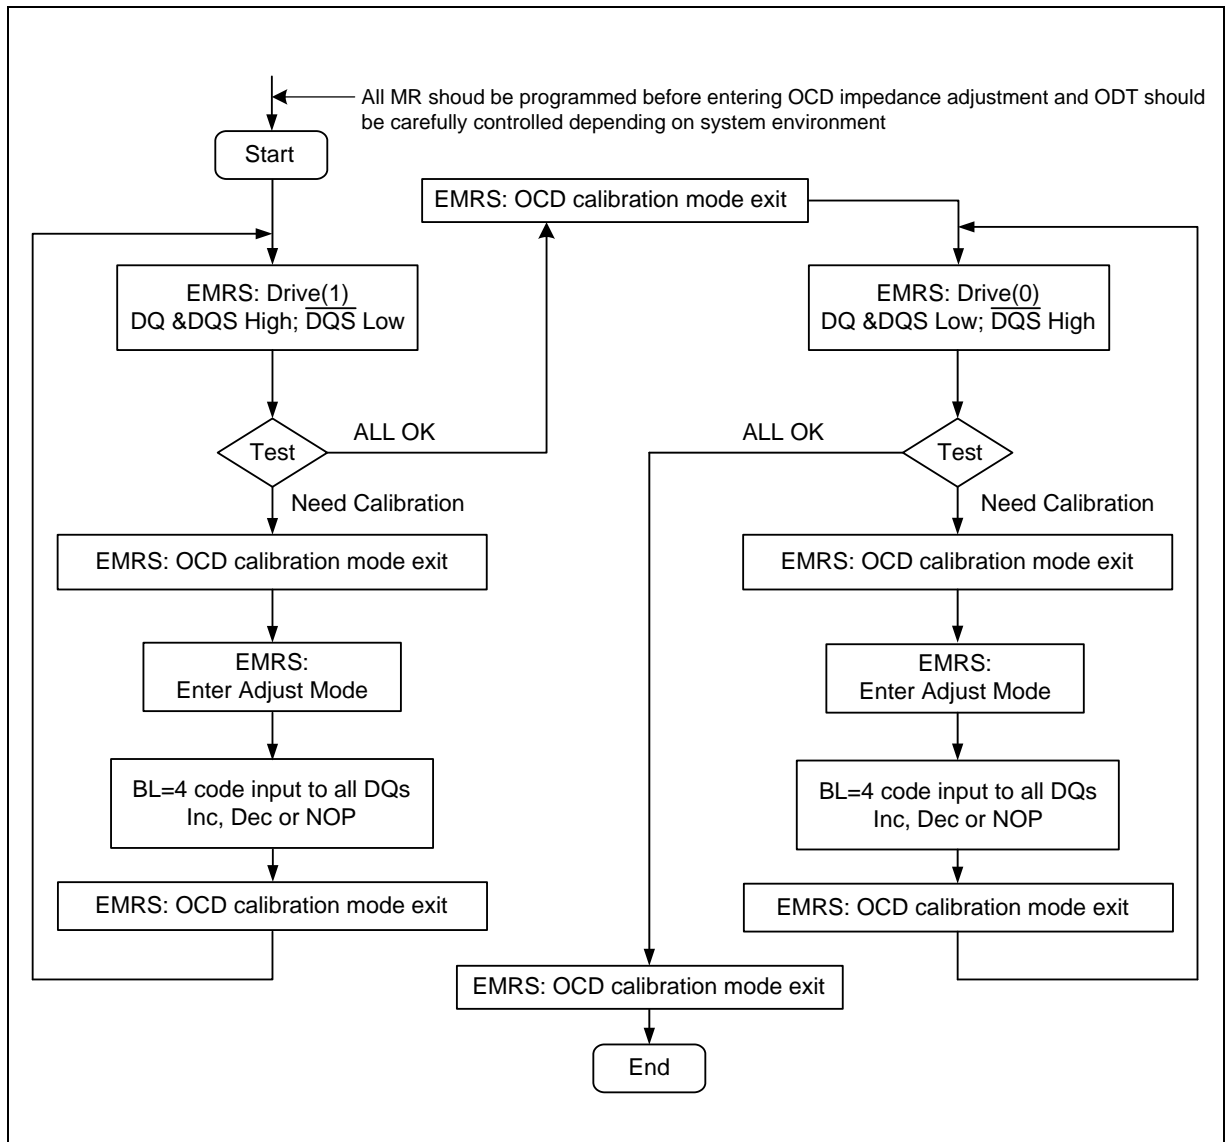 All MR shoud be programmed before entering OCD impedance adjustment and ODT should
be carefully controlled depending on system environment
Start
EMRS: OCD calibration mode exit
EMRS: Drive(1)
DQ &DQS High; D̅Q̅S̅ Low
Test
ALL OK
Need Calibration
EMRS: OCD calibration mode exit
EMRS:
Enter Adjust Mode
BL=4 code input to all DQs
Inc, Dec or NOP
EMRS: OCD calibration mode exit
EMRS: Drive(0)
DQ &DQS Low; D̅Q̅S̅ High
Test
ALL OK
Need Calibration
EMRS: OCD calibration mode exit
EMRS:
Enter Adjust Mode
BL=4 code input to all DQs
Inc, Dec or NOP
EMRS: OCD calibration mode exit
EMRS: OCD calibration mode exit
End